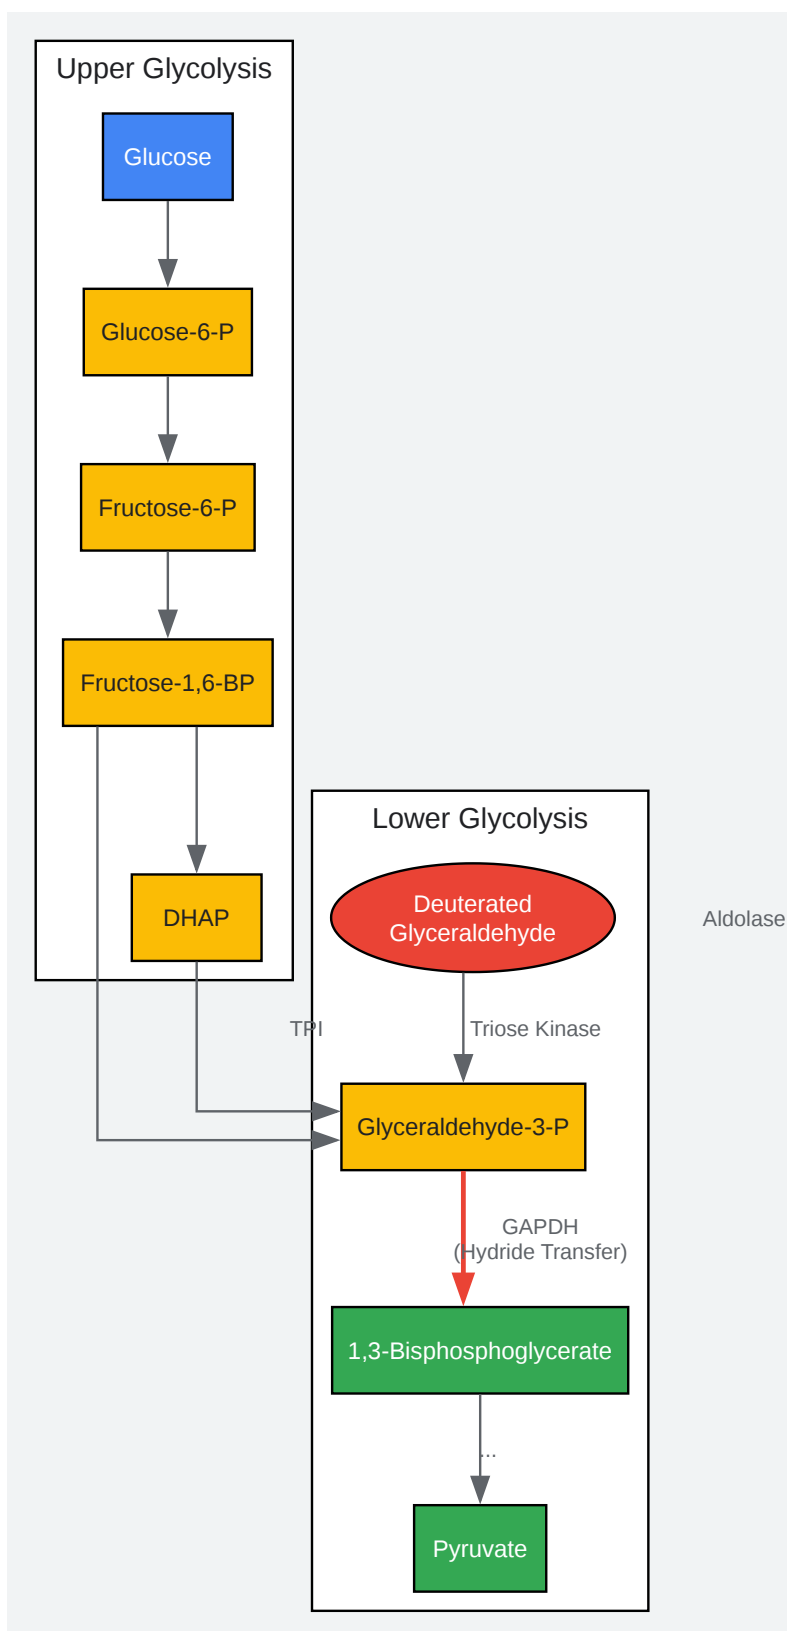 Upper Glycolysis
Glucose
Glucose-6-P
Fructose-6-P
Fructose-1,6-BP
DHAP
Lower Glycolysis
Deuterated
Glyceraldehyde
Aldolase
TPI
Triose Kinase
Glyceraldehyde-3-P
GAPDH
(Hydride Transfer)
1,3-Bisphosphoglycerate
...
Pyruvate